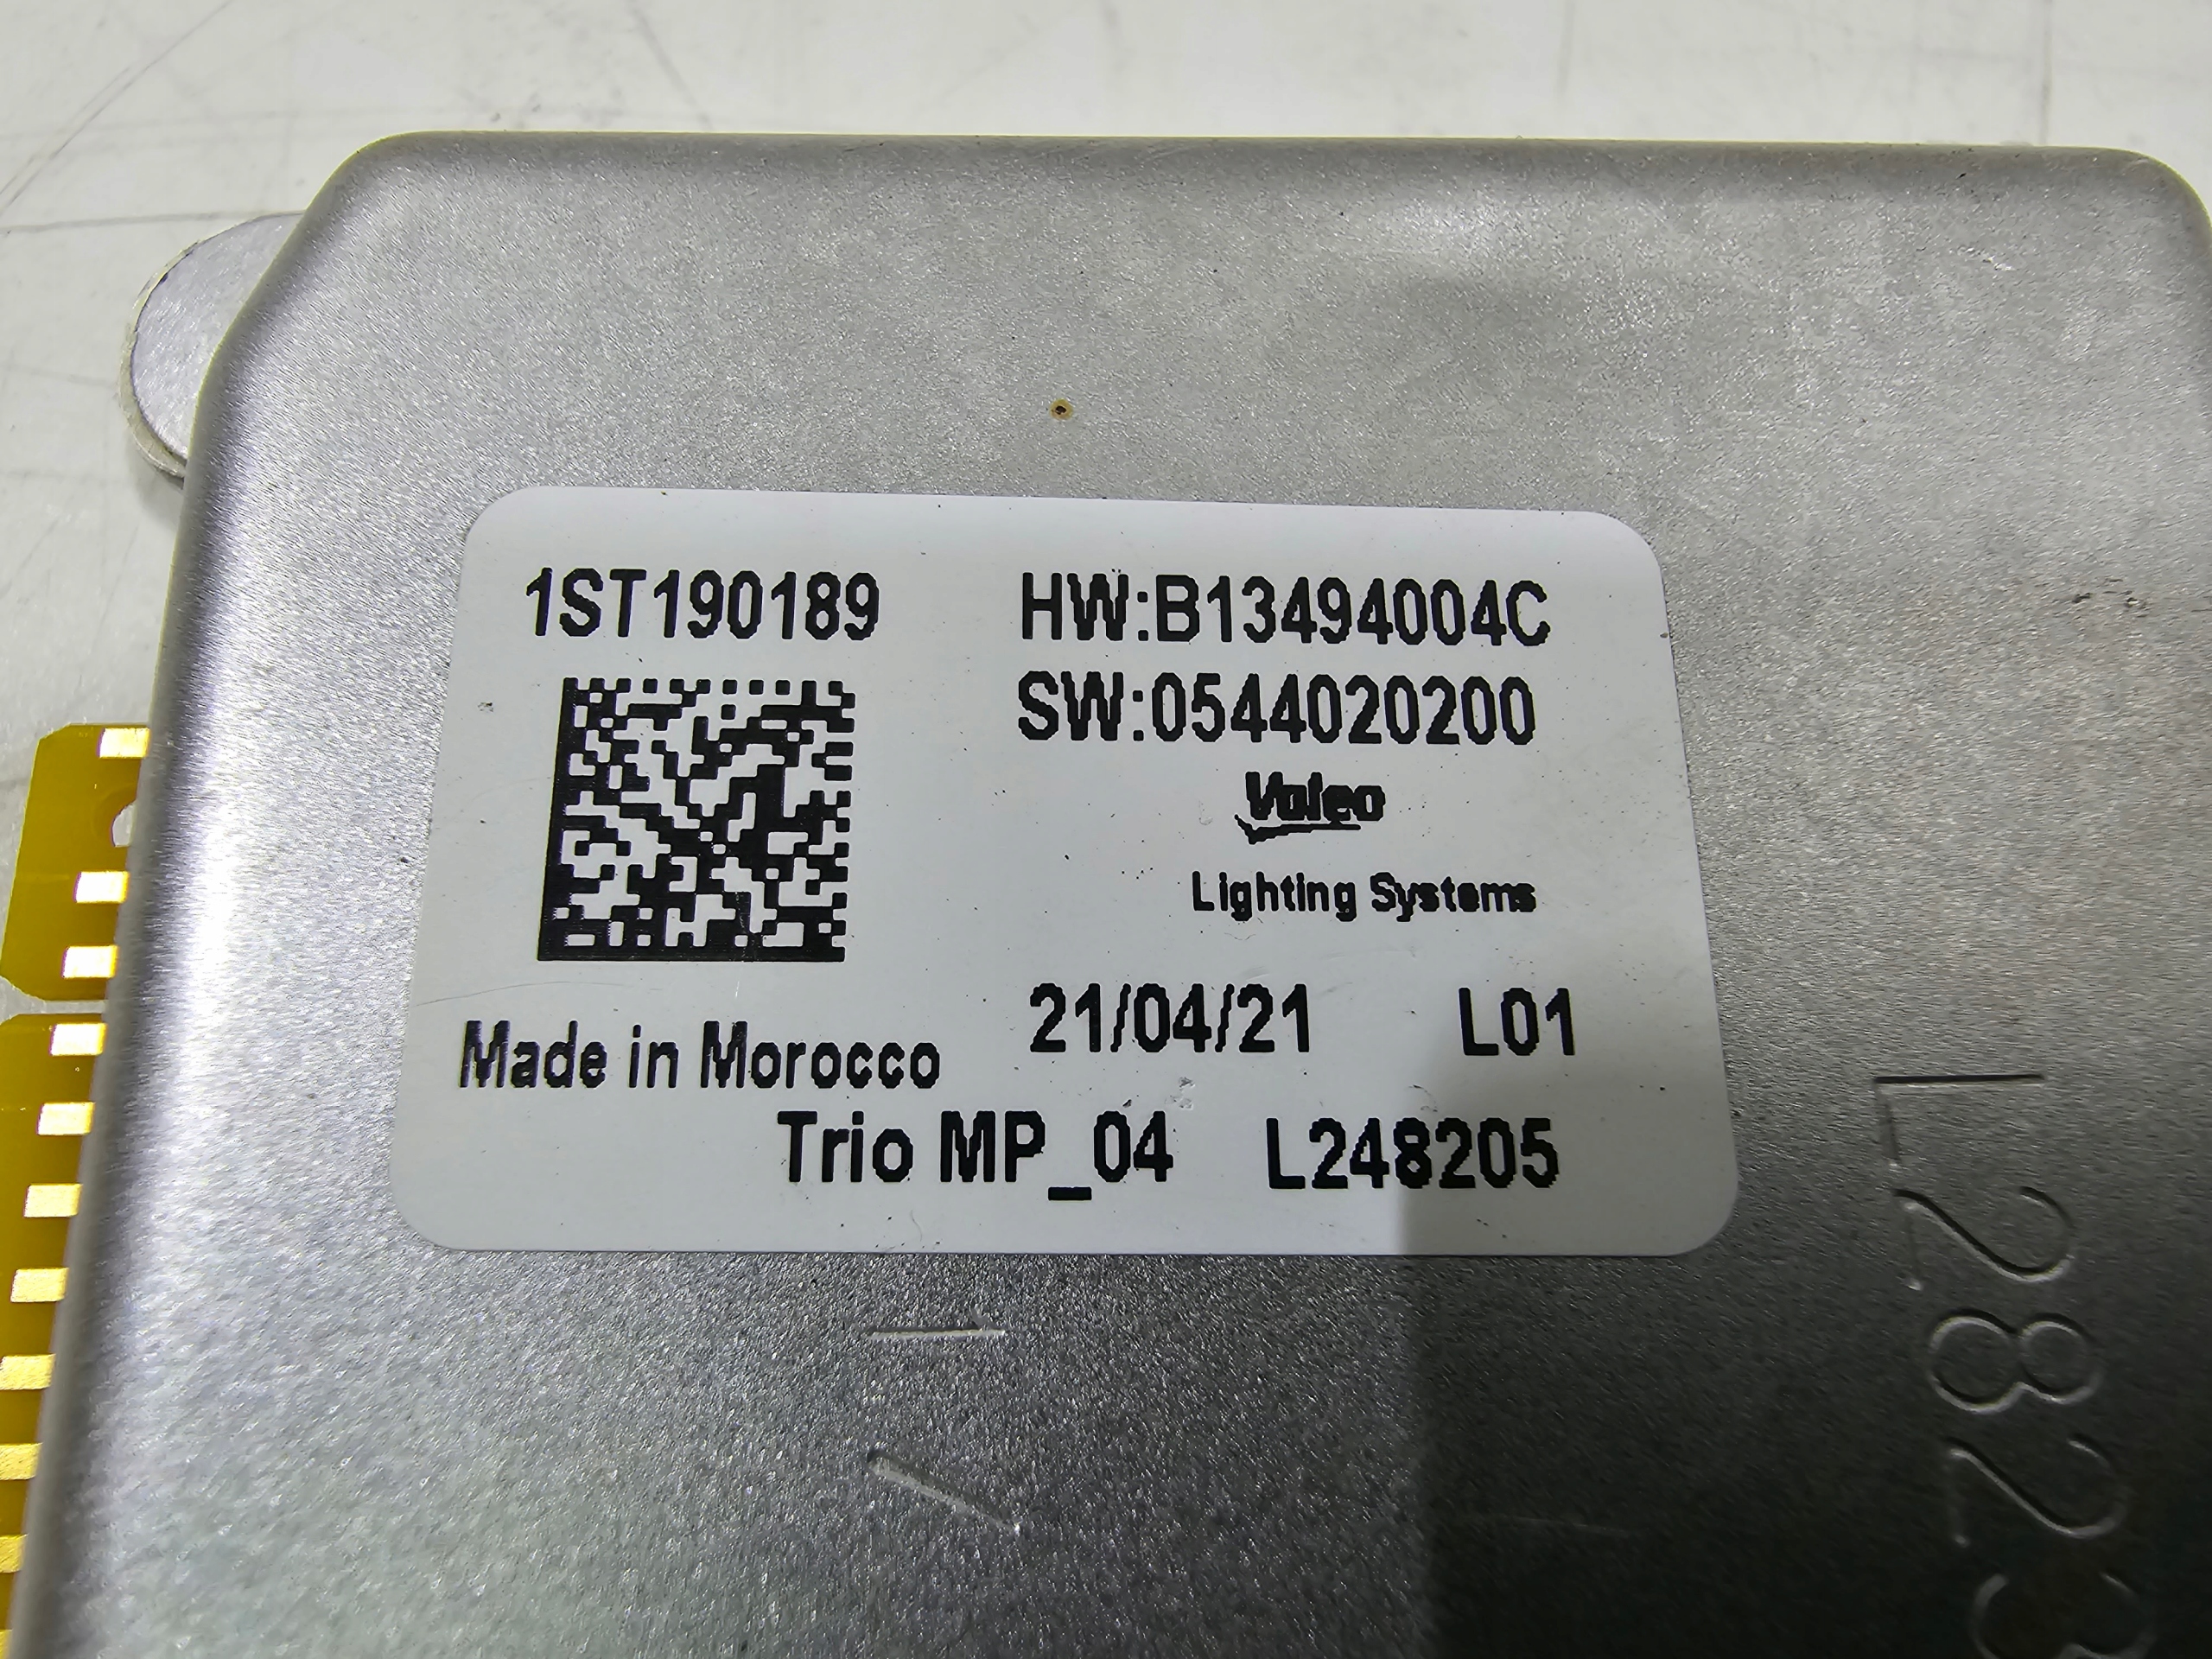 1ST190189 HW:B13494004C
SW:0544020200
Valeo
Lighting Systems
21/04/21 L01
Made in Morocco
Trio MP_04 L248205